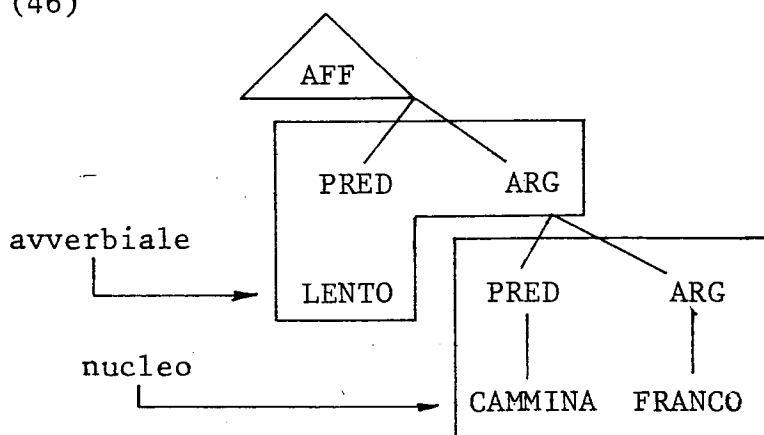 (46)
AFF
PRED ARG
avverbiale
LENTO PRED ARG
nucleo
CAMMINA FRANCO